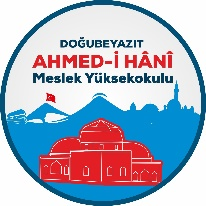 DOĞUBEYAZIT
AHMED-İ HÂNÎ
Meslek Yüksekokulu